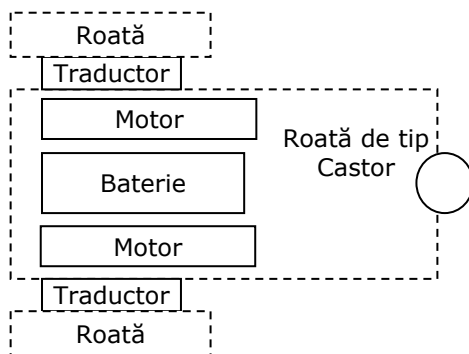 Roată
Traductor
Motor
Roată de tip
Castor
Baterie
Motor
Traductor
Roată